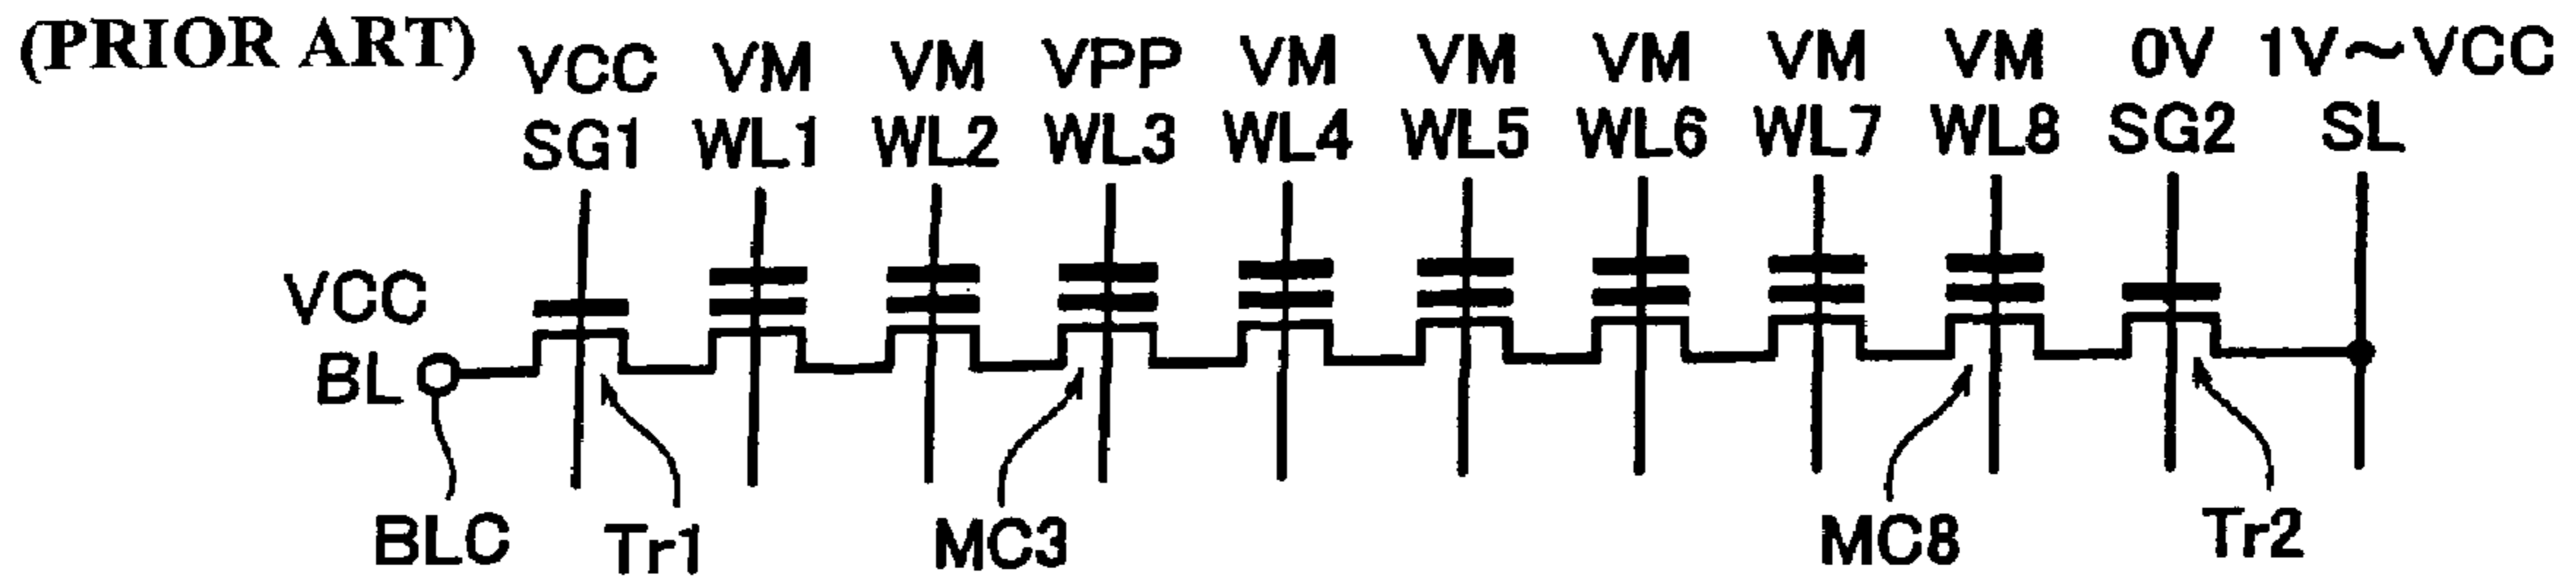 (PRIOR ART)
VCC VM VM VPP VM VM VM VM VM 0V 1V～VCC
SG1 WL1 WL2 WL3 WL4 WL5 WL6 WL7 WL8 SG2 SL
VCC
BL
BLC Tr1 MC3 MC8 Tr2